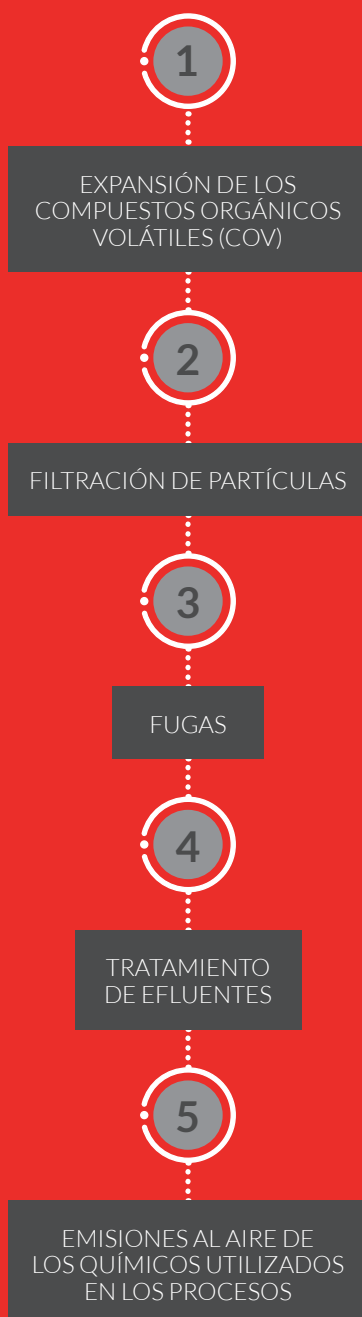 1
EXPANSIÓN DE LOS
COMPUESTOS ORGÁNICOS
VOLÁTILES (COV)
2
FILTRACIÓN DE PARTÍCULAS
3
FUGAS
4
TRATAMIENTO
DE EFLUENTES
5
EMISIONES AL AIRE DE
LOS QUÍMICOS UTILIZADOS
EN LOS PROCESOS